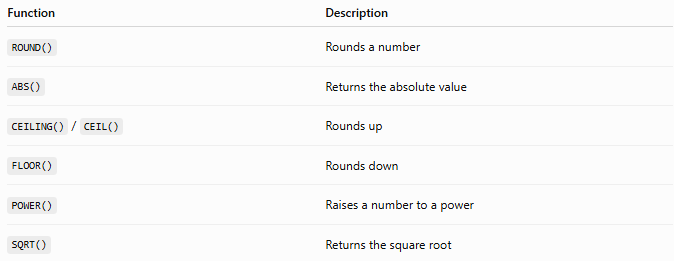 Function Description
ROUND() Rounds a number
ABS() Returns the absolute value
CEILING() / CEIL() Rounds up
FLOOR() Rounds down
POWER() Raises a number to a power
SQRT() Returns the square root